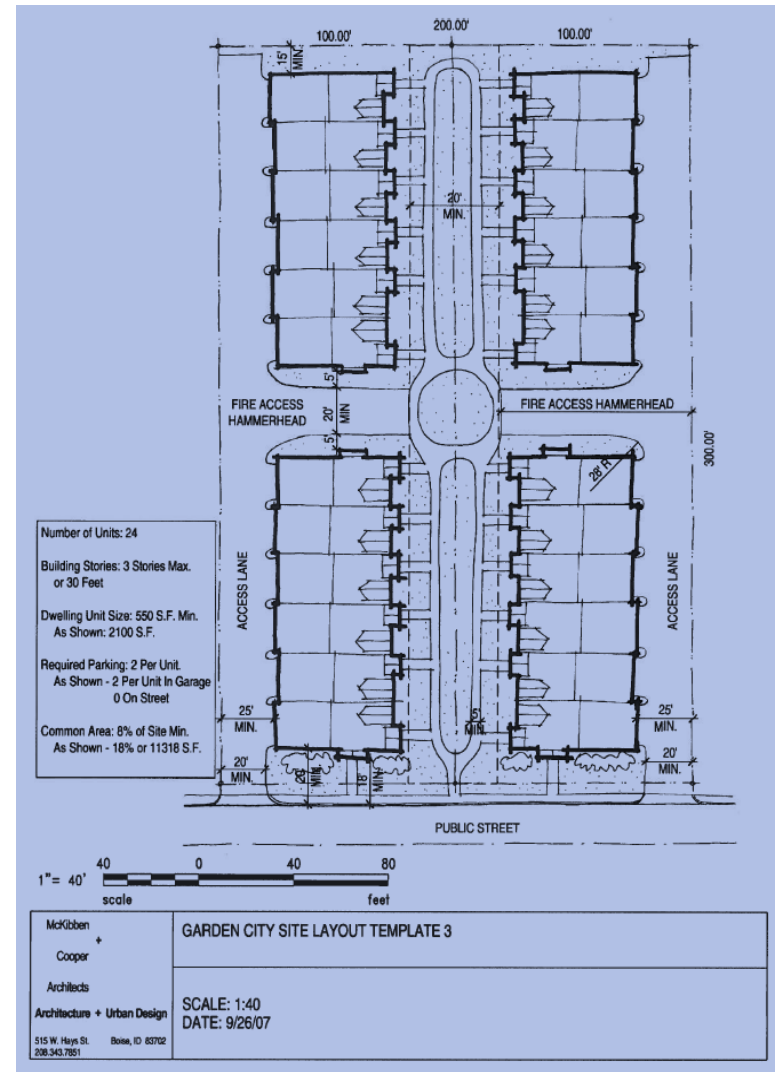 200.00'
100.00'
100.00'
15'
MIN.
20'
MIN.
5'
FIRE ACCESS
HAMMERHEAD
20'
MIN
FIRE ACCESS HAMMERHEAD
5'
300.00'
28' R
Number of Units: 24
Building Stories: 3 Stories Max.
or 30 Feet
Dwelling Unit Size: 550 S.F. Min.
As Shown: 2100 S.F.
Required Parking: 2 Per Unit.
As Shown - 2 Per Unit In Garage
0 On Street
Common Area: 8% of Site Min.
As Shown - 18% or 11318 S.F.
ACCESS LANE
ACCESS LANE
25'
MIN.
5'
MIN.
25'
MIN.
20'
MIN.
20'
MIN.
18'
MIN.
20'
MIN.
PUBLIC STREET
1"= 40'
40 0 40 80
scale feet
McKibben
+
Cooper
Architects
Architecture + Urban Design
515 W. Hays St. Boise, ID 83702
208.343.7851
GARDEN CITY SITE LAYOUT TEMPLATE 3
SCALE: 1:40
DATE: 9/26/07